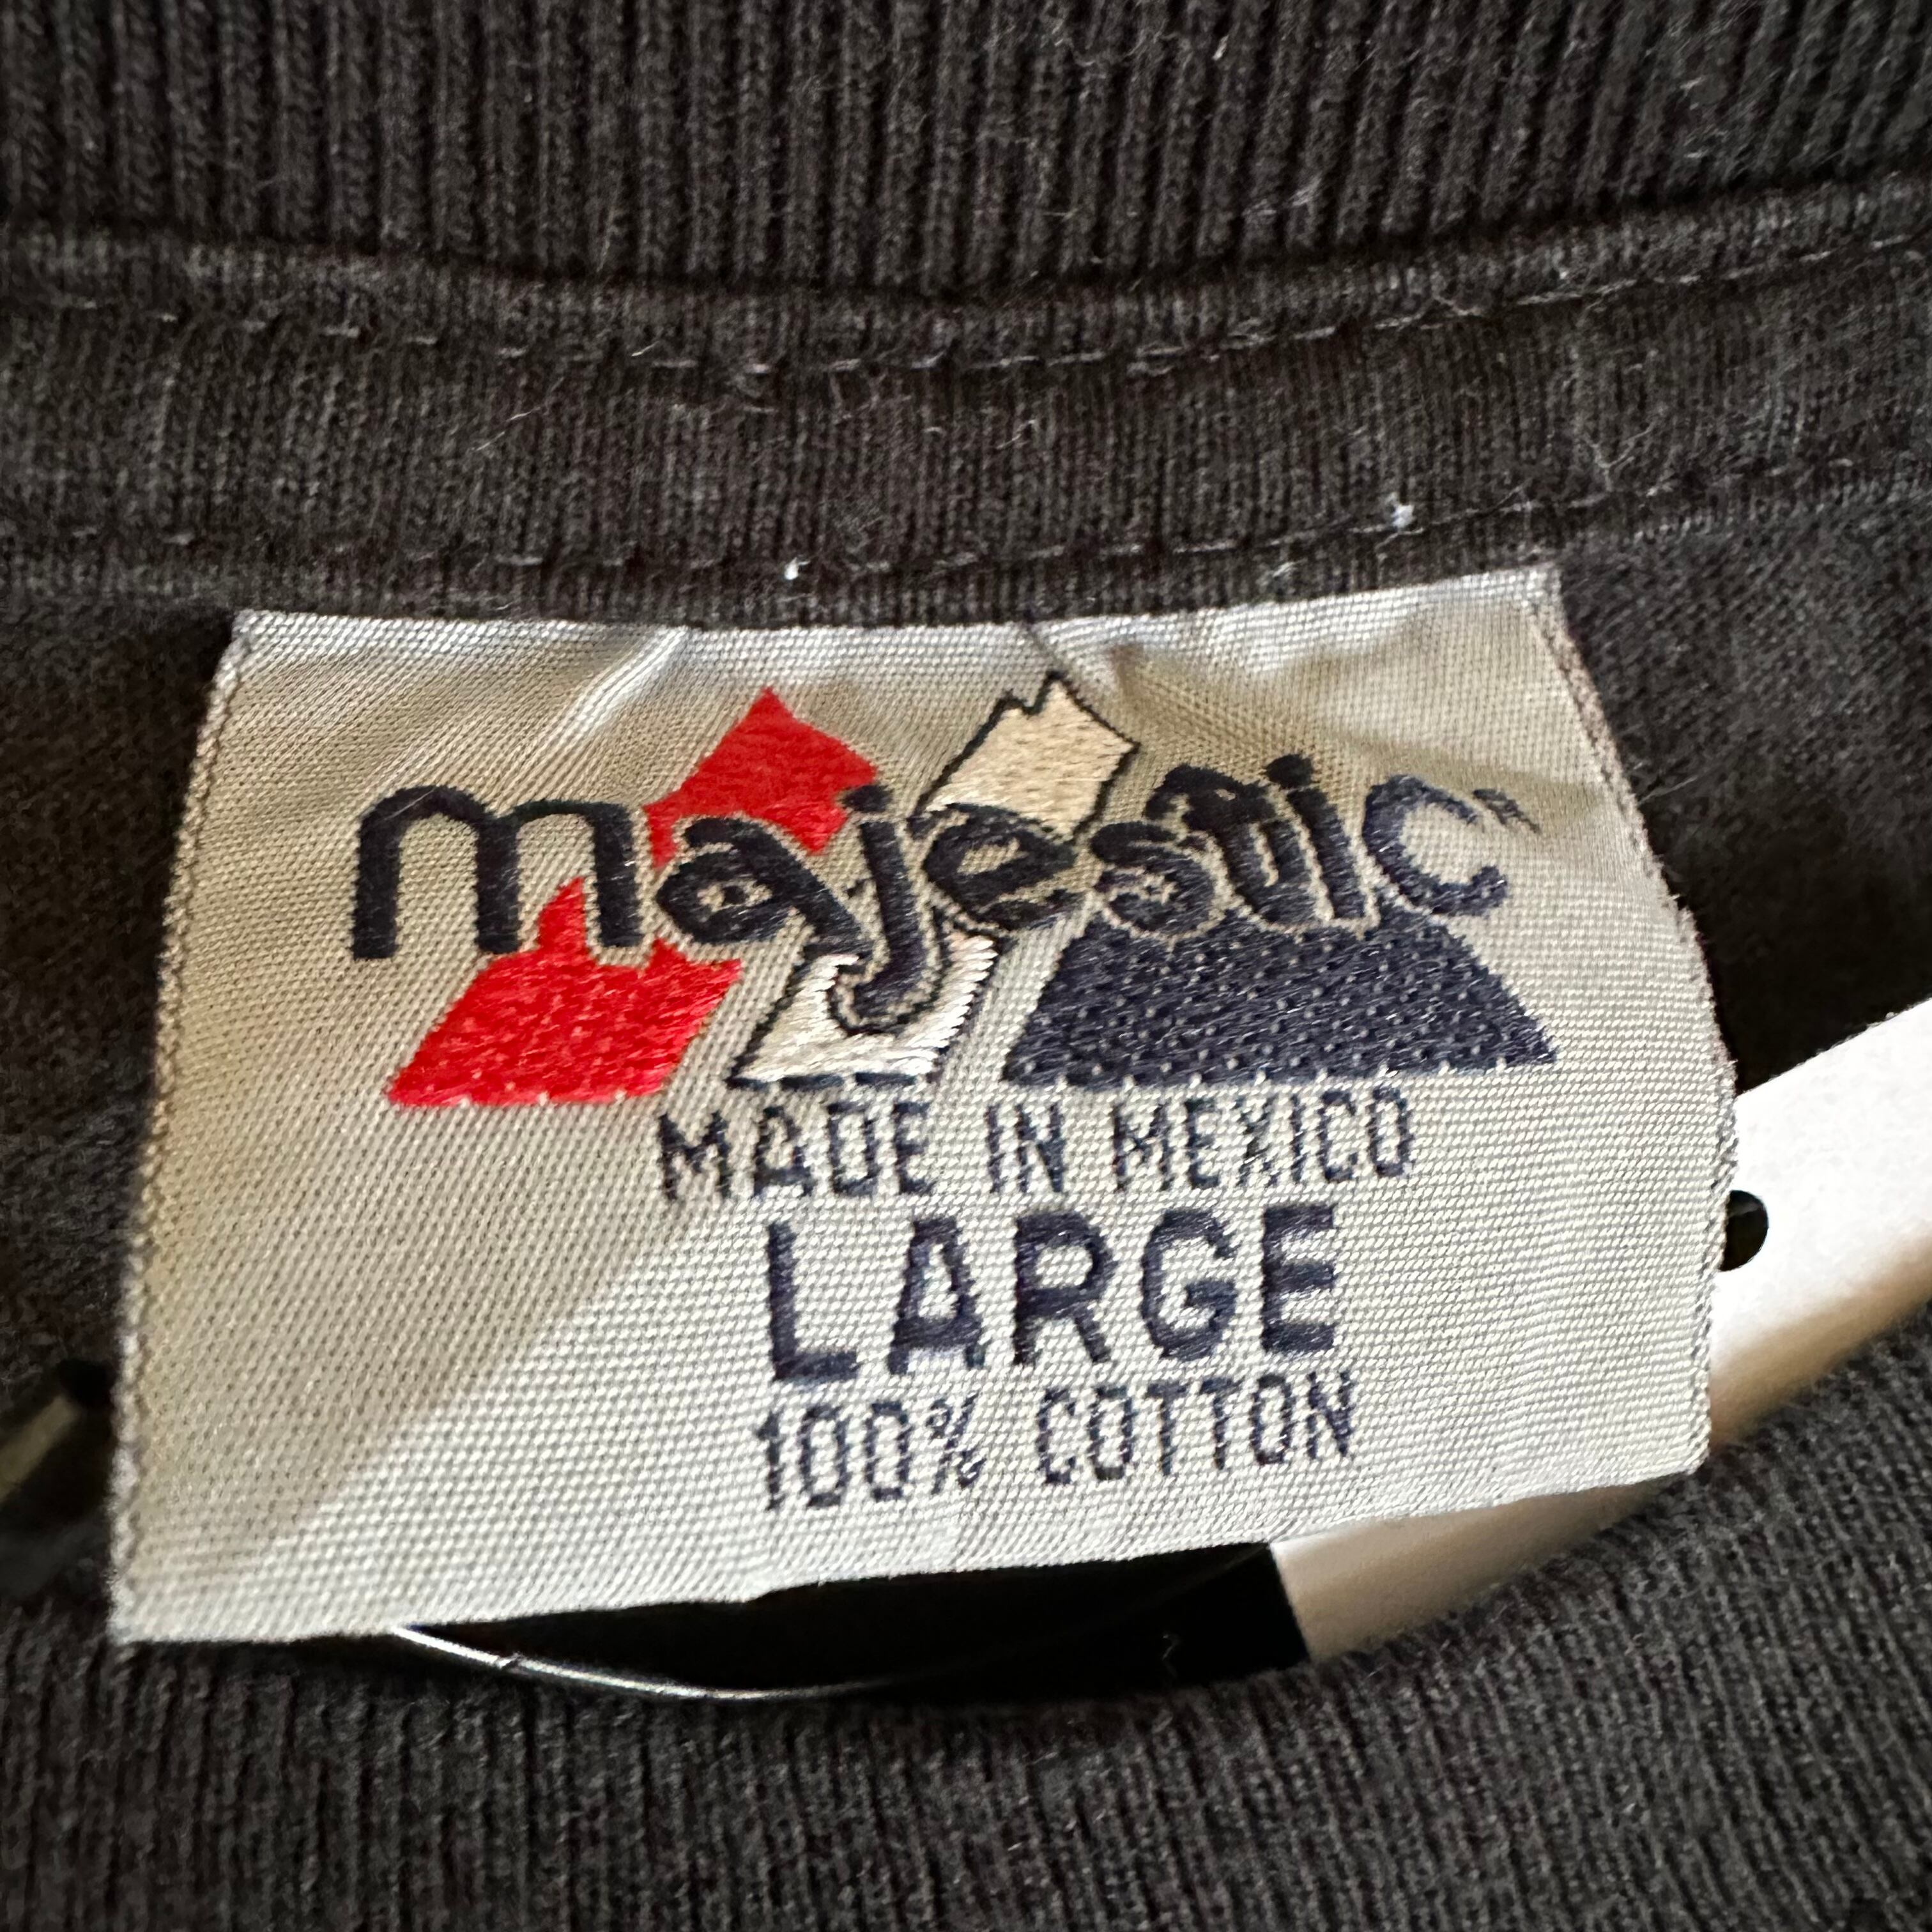 majestic®
MADE IN MEXICO
LARGE
100% COTTON